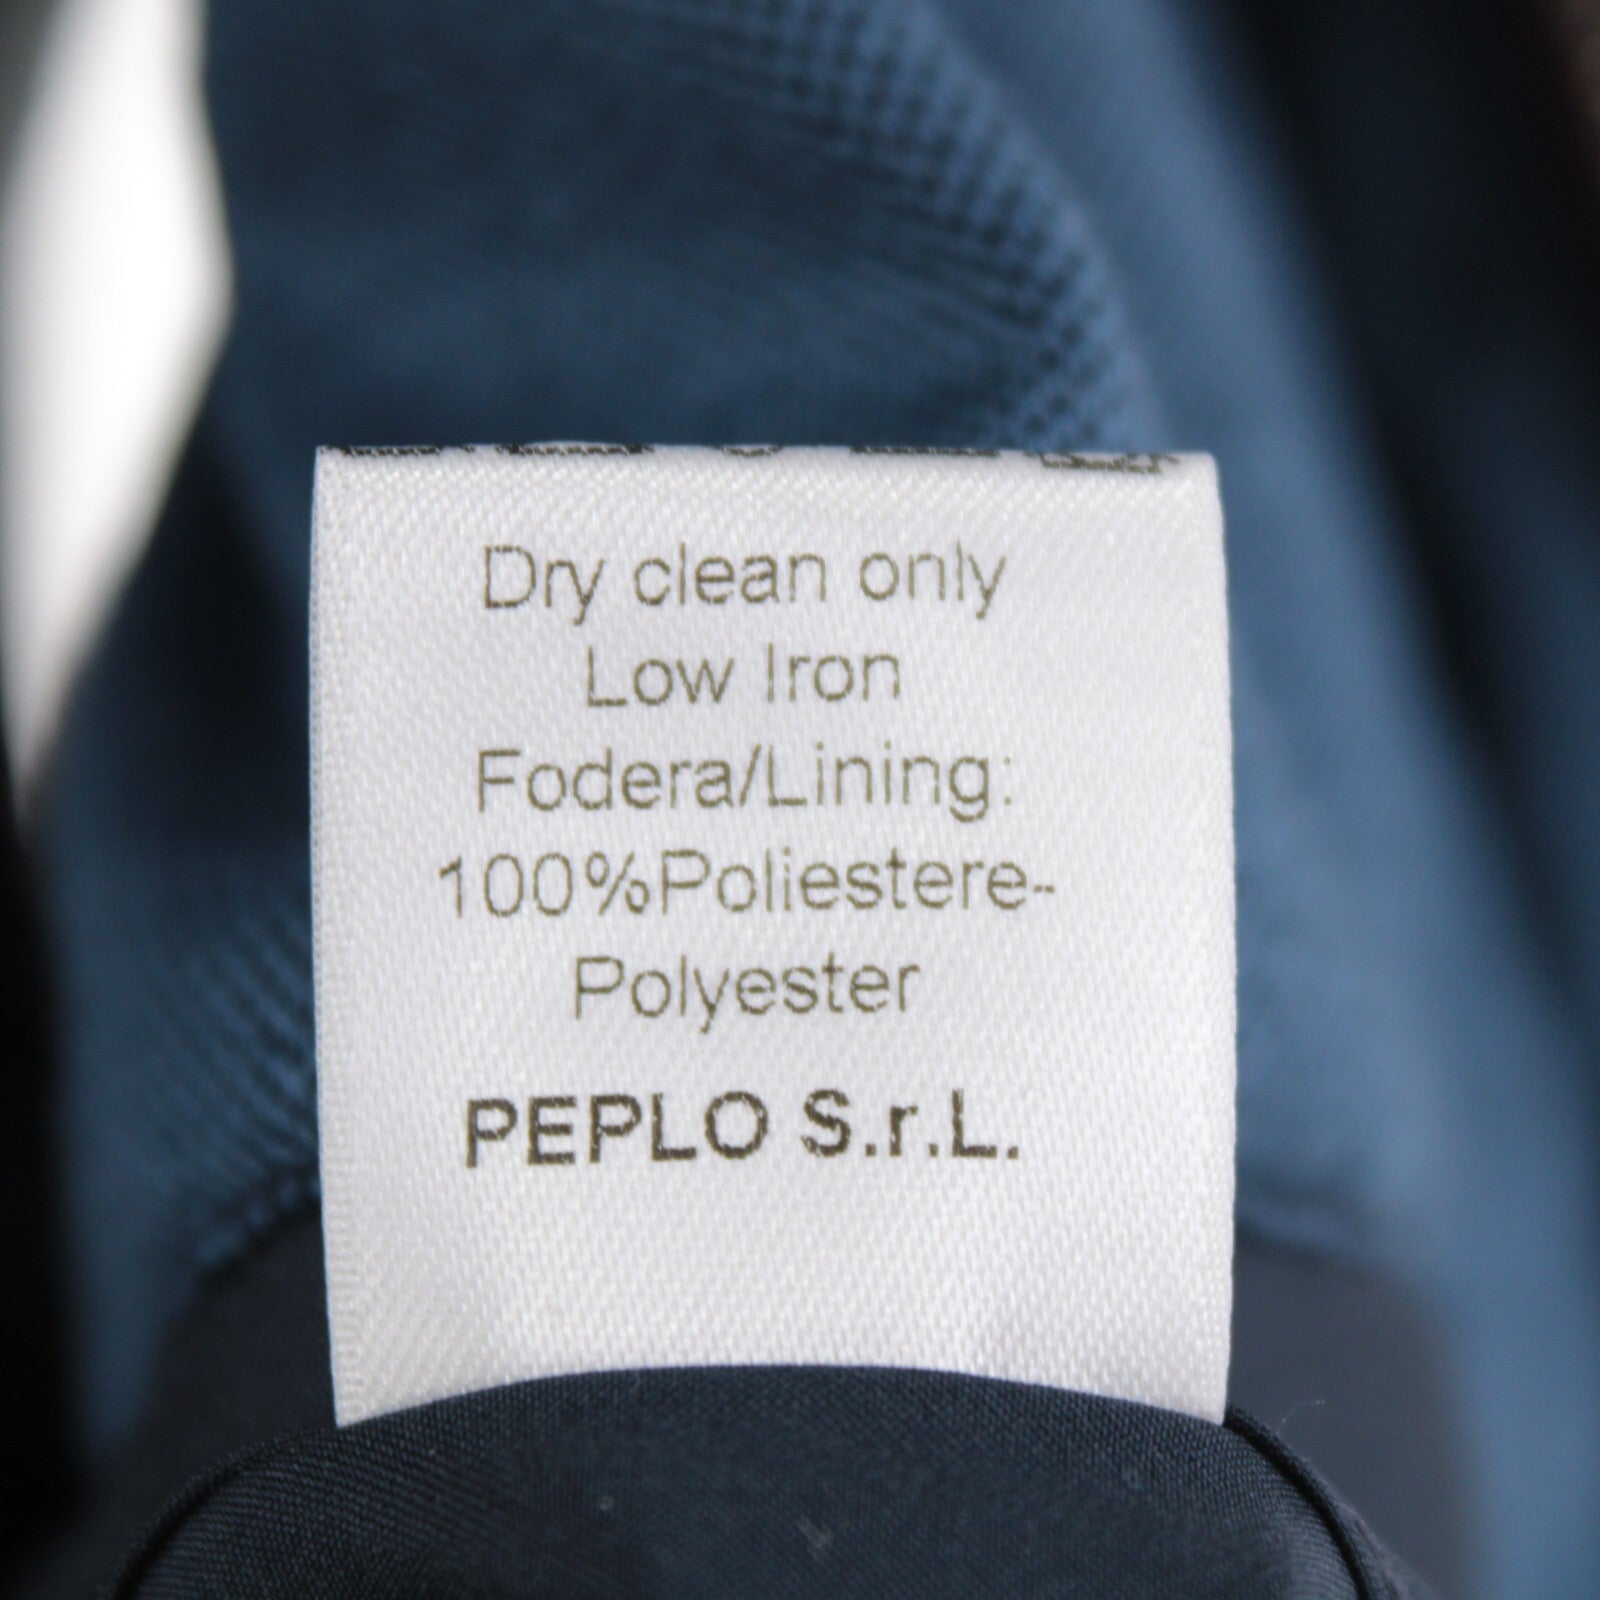 Dry clean only
Low Iron
Fodera/Lining:
100%Poliestere-
Polyester
PEPLO S.r.L.